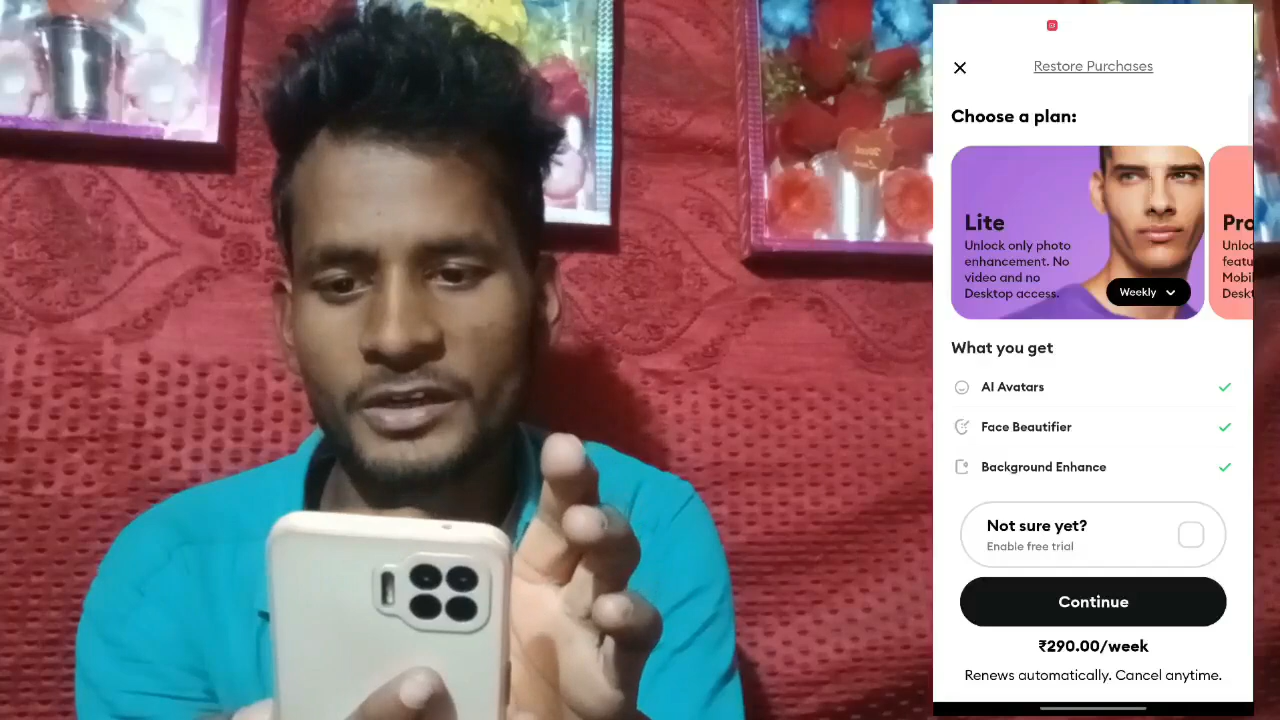 Restore Purchases
Choose a plan:
Lite
Unlock only photo
enhancement. No
video and no
Desktop access.
Weekly
Pro
What you get
AI Avatars
Face Beautifier
Background Enhance
Not sure yet?
Enable free trial
Continue
₹290.00/week
Renews automatically. Cancel anytime.